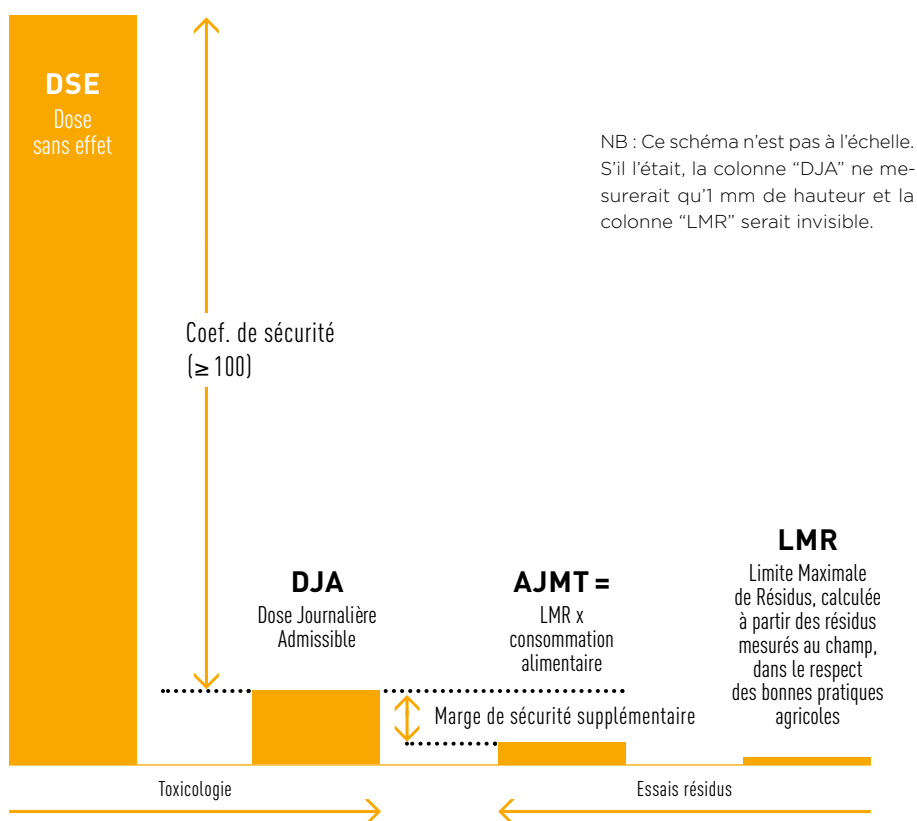 DSE
Dose
sans effet
NB : Ce schéma n'est pas à l'échelle.
S'il l'était, la colonne “DJA” ne me-
surerait qu'1 mm de hauteur et la
colonne “LMR” serait invisible.
Coef. de sécurité
(≥ 100)
DJA
Dose Journalière
Admissible
AJMT =
LMR x
consommation
alimentaire
LMR
Limite Maximale
de Résidus, calculée
à partir des résidus
mesurés au champ,
dans le respect
des bonnes pratiques
agricoles
Marge de sécurité supplémentaire
Toxicologie
Essais résidus